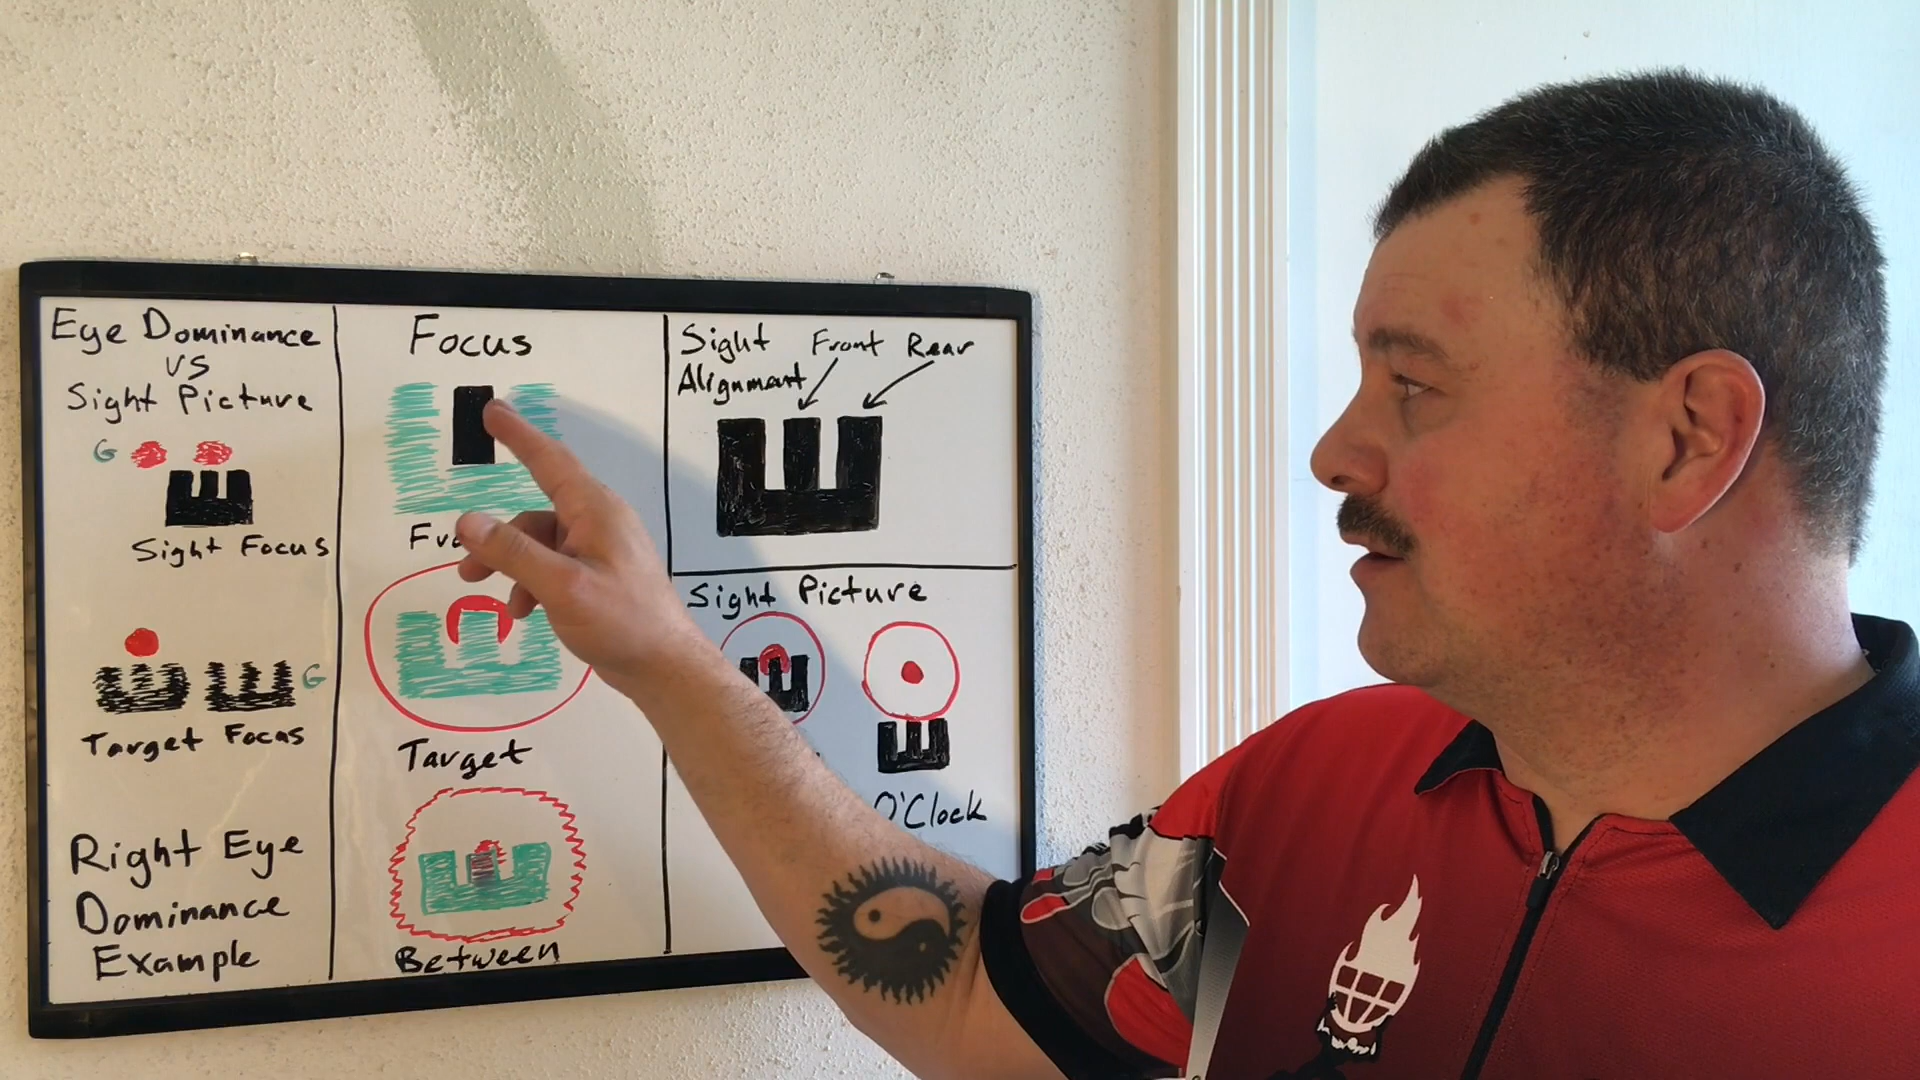 Eye Dominance
vs
Sight Picture
G
Sight Focus
G
Target Focus
Right Eye
Dominance
Example
Focus
Target
Between
Sight Front Rear
Alignment
Sight Picture
O'Clock